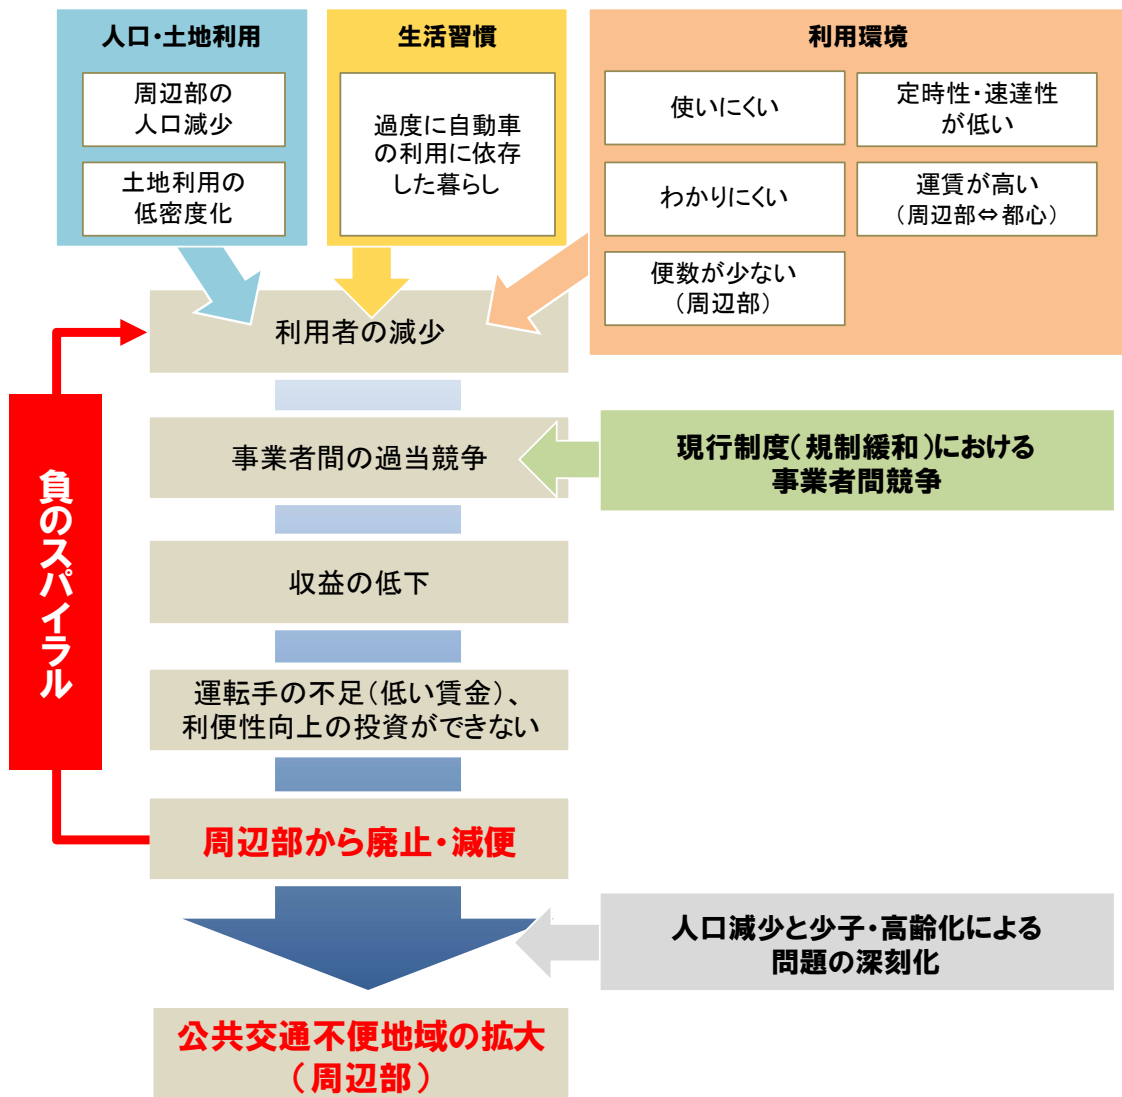 人口・土地利用
周辺部の
人口減少
土地利用の
低密度化
生活習慣
過度に自動車
の利用に依存
した暮らし
利用環境
使いにくい
定時性・速達性
が低い
わかりにくい
運賃が高い
（周辺部⇔都心）
便数が少ない
（周辺部）
利用者の減少
事業者間の過当競争
現行制度（規制緩和）における
事業者間競争
収益の低下
運転手の不足（低い賃金）、
利便性向上の投資ができない
周辺部から廃止・減便
負のスパイラル
人口減少と少子・高齢化による
問題の深刻化
公共交通不便地域の拡大
（周辺部）